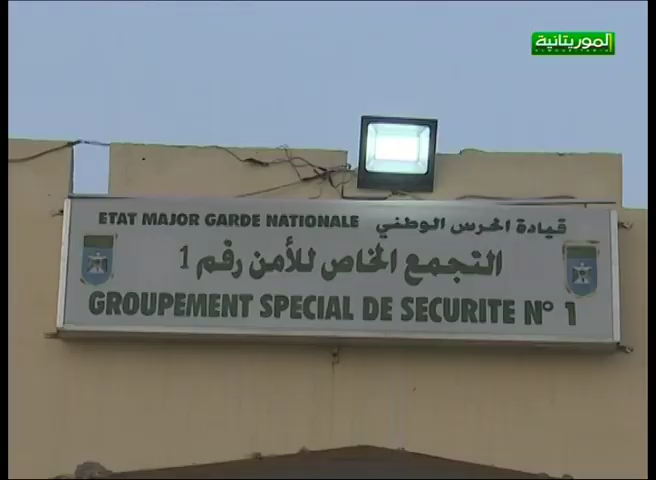 الموريتانية
ETAT MAJOR GARDE NATIONALE قيادة الحرس الوطني
التجمع الخاص للأمن رقم 1
GROUPEMENT SPECIAL DE SECURITE N° 1